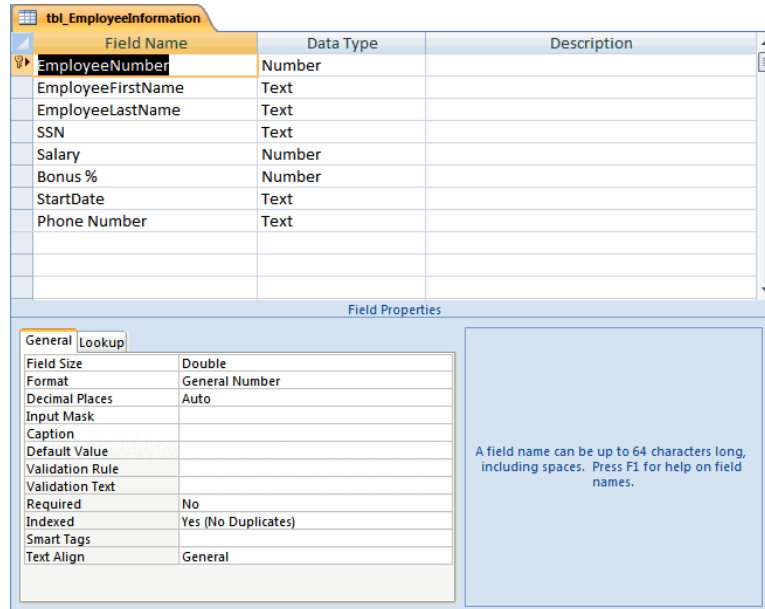 tbl_EmployeeInformation
Field Name Data Type Description
EmployeeNumber Number
EmployeeFirstName Text
EmployeeLastName Text
SSN Text
Salary Number
Bonus % Number
StartDate Text
Phone Number Text
Field Properties
General Lookup
Field Size Double
Format General Number
Decimal Places Auto
Input Mask
Caption
Default Value
Validation Rule
Validation Text
Required No
Indexed Yes (No Duplicates)
Smart Tags
Text Align General
A field name can be up to 64 characters long,
including spaces. Press F1 for help on field
names.